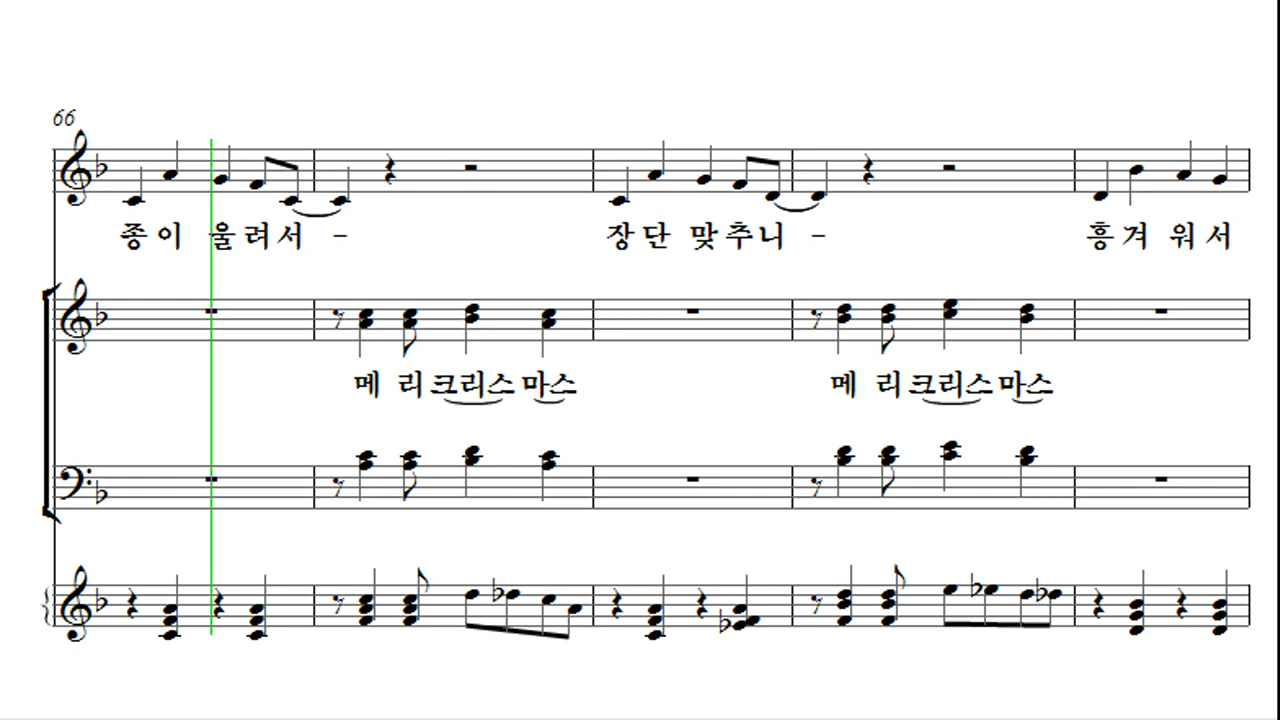 66
종이 울려서 - 장단 맞추니 - 흥겨워서
메 리 크리스 마스 메 리 크리스 마스